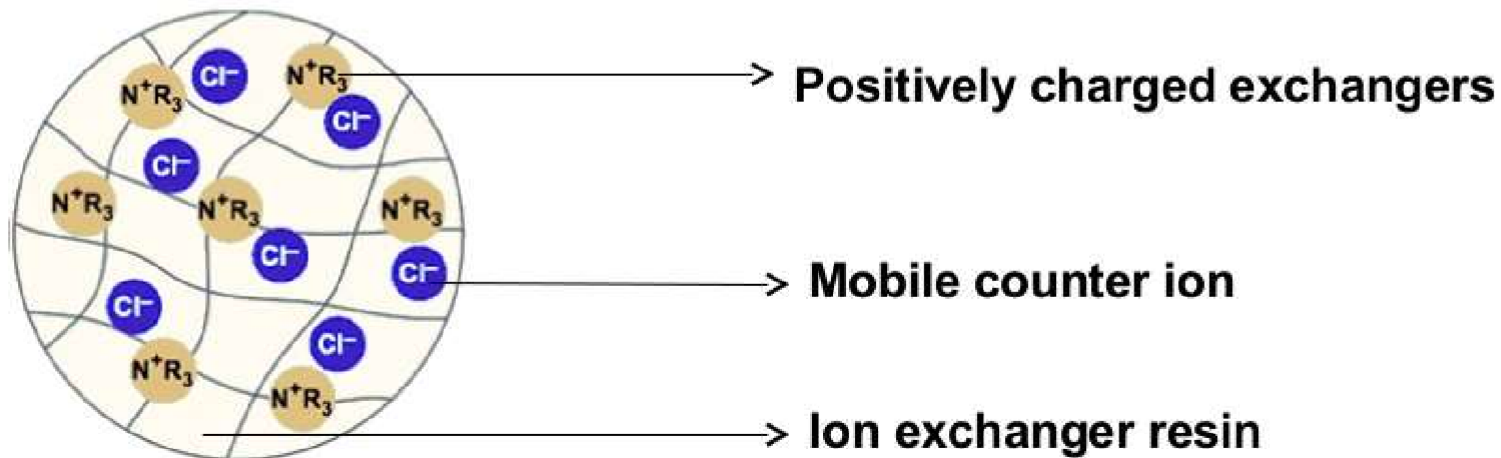 Cl⁻
N⁺R₃
Positively charged exchangers
N⁺R₃
Cl⁻
Cl⁻
N⁺R₃
N⁺R₃
N⁺R₃
Cl⁻
Cl⁻
Mobile counter ion
Cl⁻
Cl⁻
N⁺R₃
N⁺R₃
Ion exchanger resin